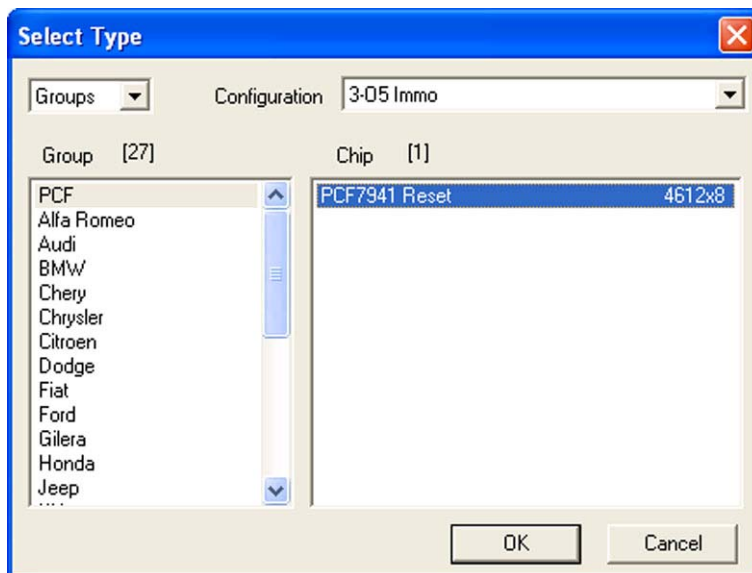 Select Type
Groups Configuration 3-05 Immo
Group [27] Chip [1]
PCF PCF7941 Reset 4612x8
Alfa Romeo
Audi
BMW
Chery
Chrysler
Citroen
Dodge
Fiat
Ford
Gilera
Honda
Jeep
OK Cancel